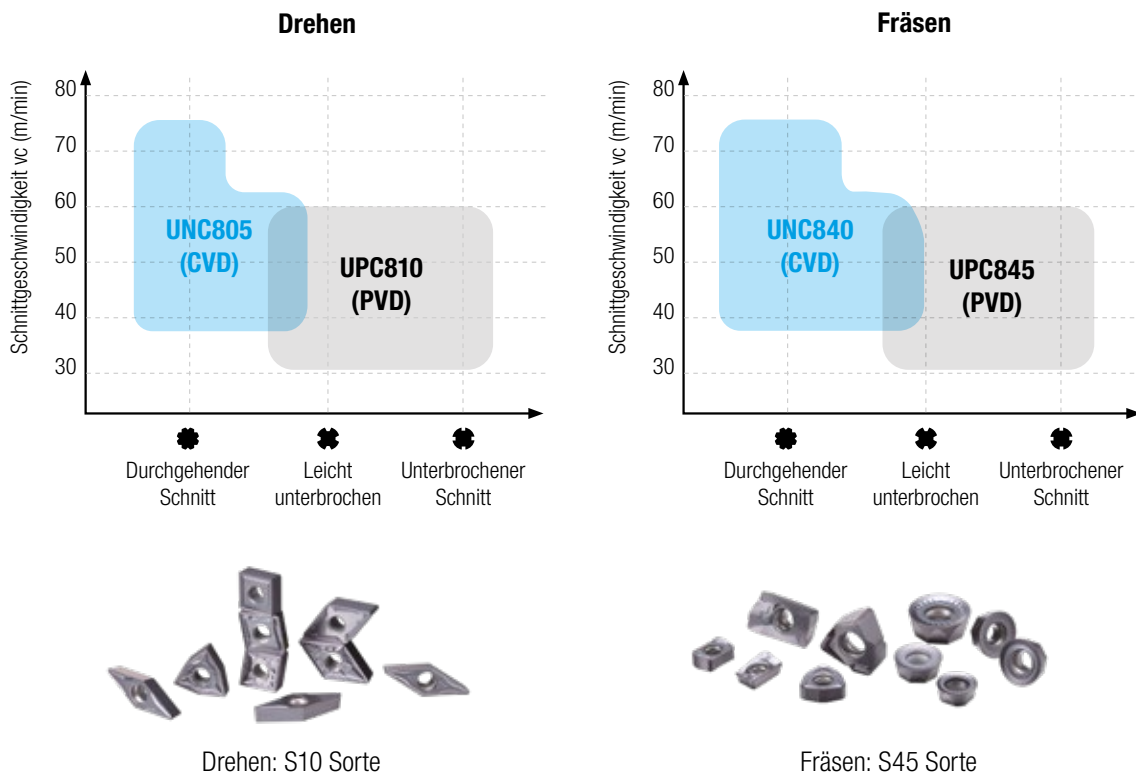 Drehen
Schnittgeschwindigkeit vc (m/min)
80
70
60
50
40
30
UNC805
(CVD)
UPC810
(PVD)
Durchgehender
Schnitt
Leicht
unterbrochen
Unterbrochener
Schnitt
Drehen: S10 Sorte
Fräsen
Schnittgeschwindigkeit vc (m/min)
80
70
60
50
40
30
UNC840
(CVD)
UPC845
(PVD)
Durchgehender
Schnitt
Leicht
unterbrochen
Unterbrochener
Schnitt
Fräsen: S45 Sorte